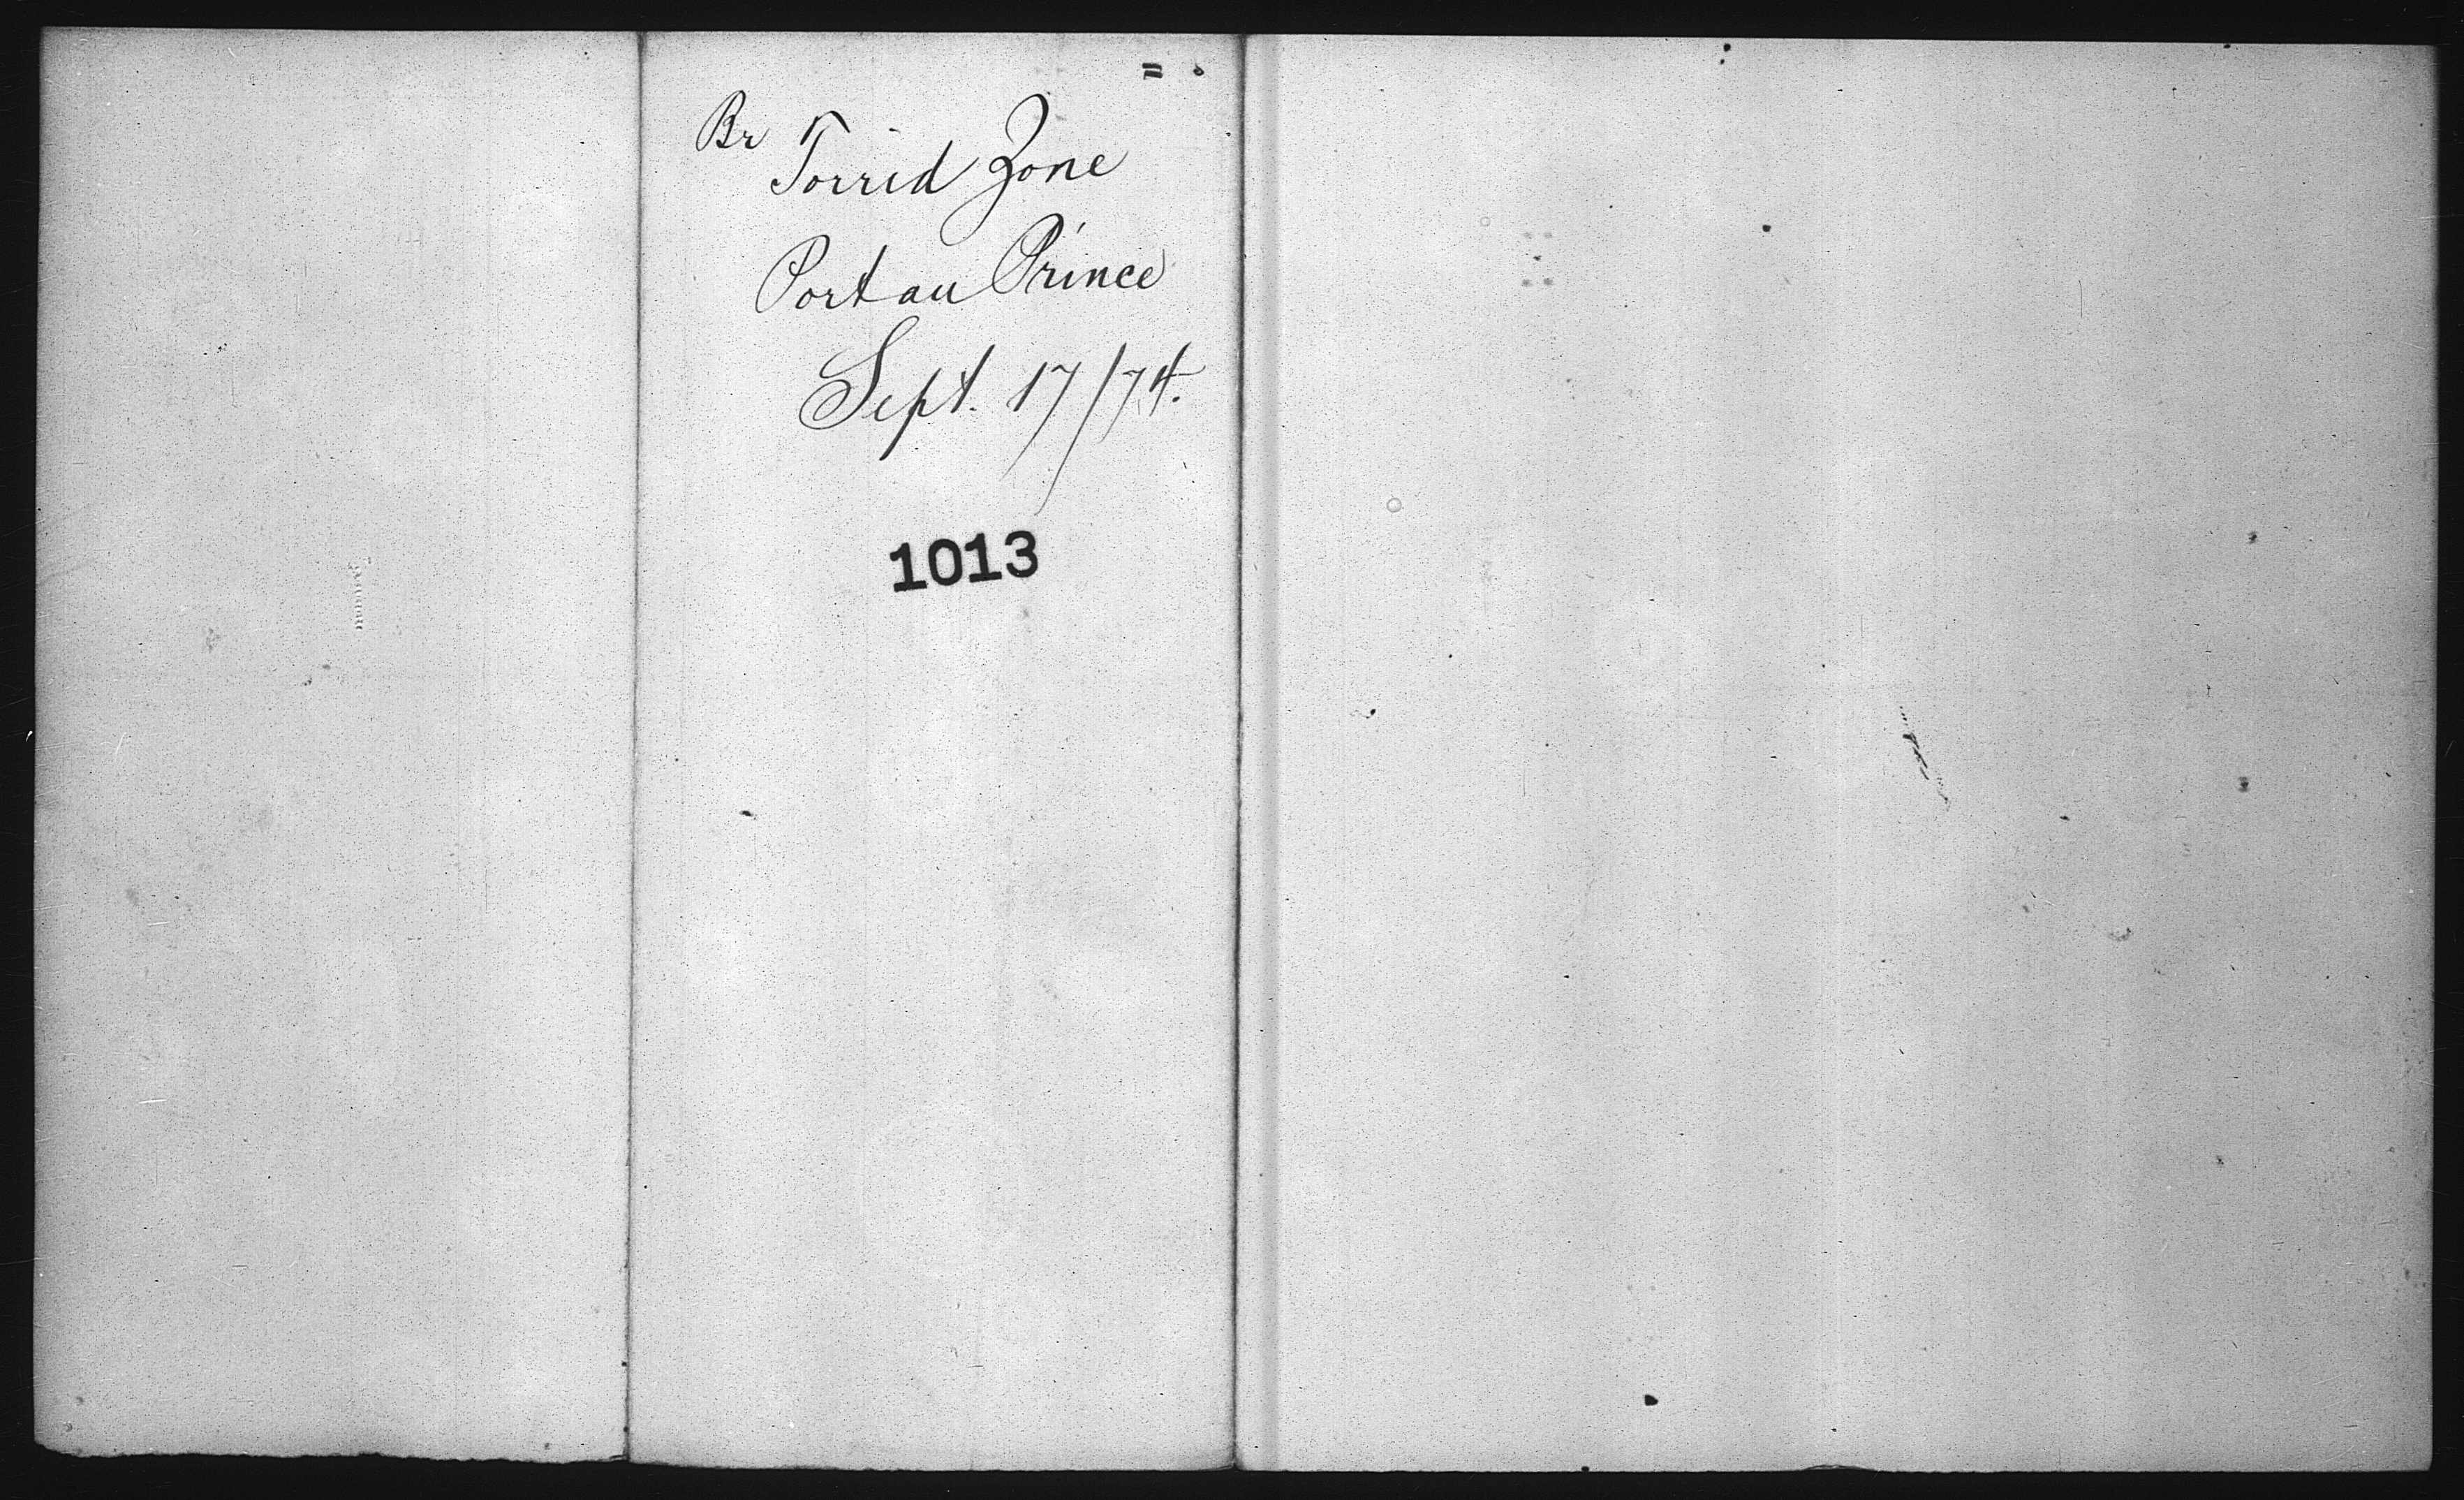 Br Torrid Zone
Port au Prince
Sept. 17/74.
1013